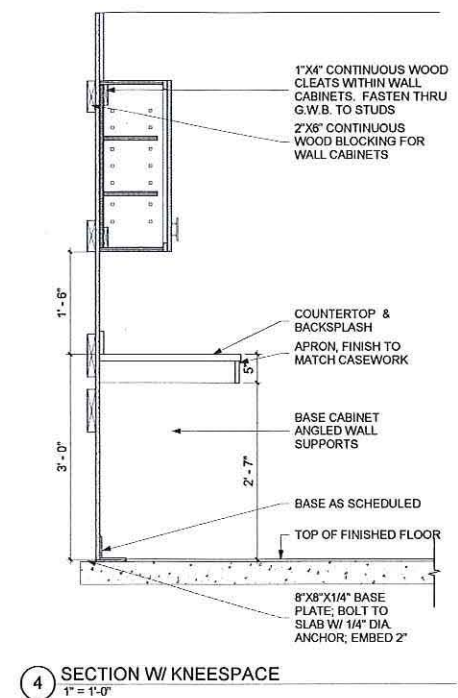 1"X4" CONTINUOUS WOOD
CLEATS WITHIN WALL
CABINETS. FASTEN THRU
G.W.B. TO STUDS
2"X6" CONTINUOUS
WOOD BLOCKING FOR
WALL CABINETS
1' - 6"
COUNTERTOP &
BACKSPLASH
APRON, FINISH TO
MATCH CASEWORK
5"
BASE CABINET
ANGLED WALL
SUPPORTS
3' - 0"
2' - 7"
BASE AS SCHEDULED
TOP OF FINISHED FLOOR
8"X8"X1/4" BASE
PLATE; BOLT TO
SLAB W/ 1/4" DIA.
ANCHOR; EMBED 2"
4 SECTION W/ KNEESPACE
1" = 1'-0"